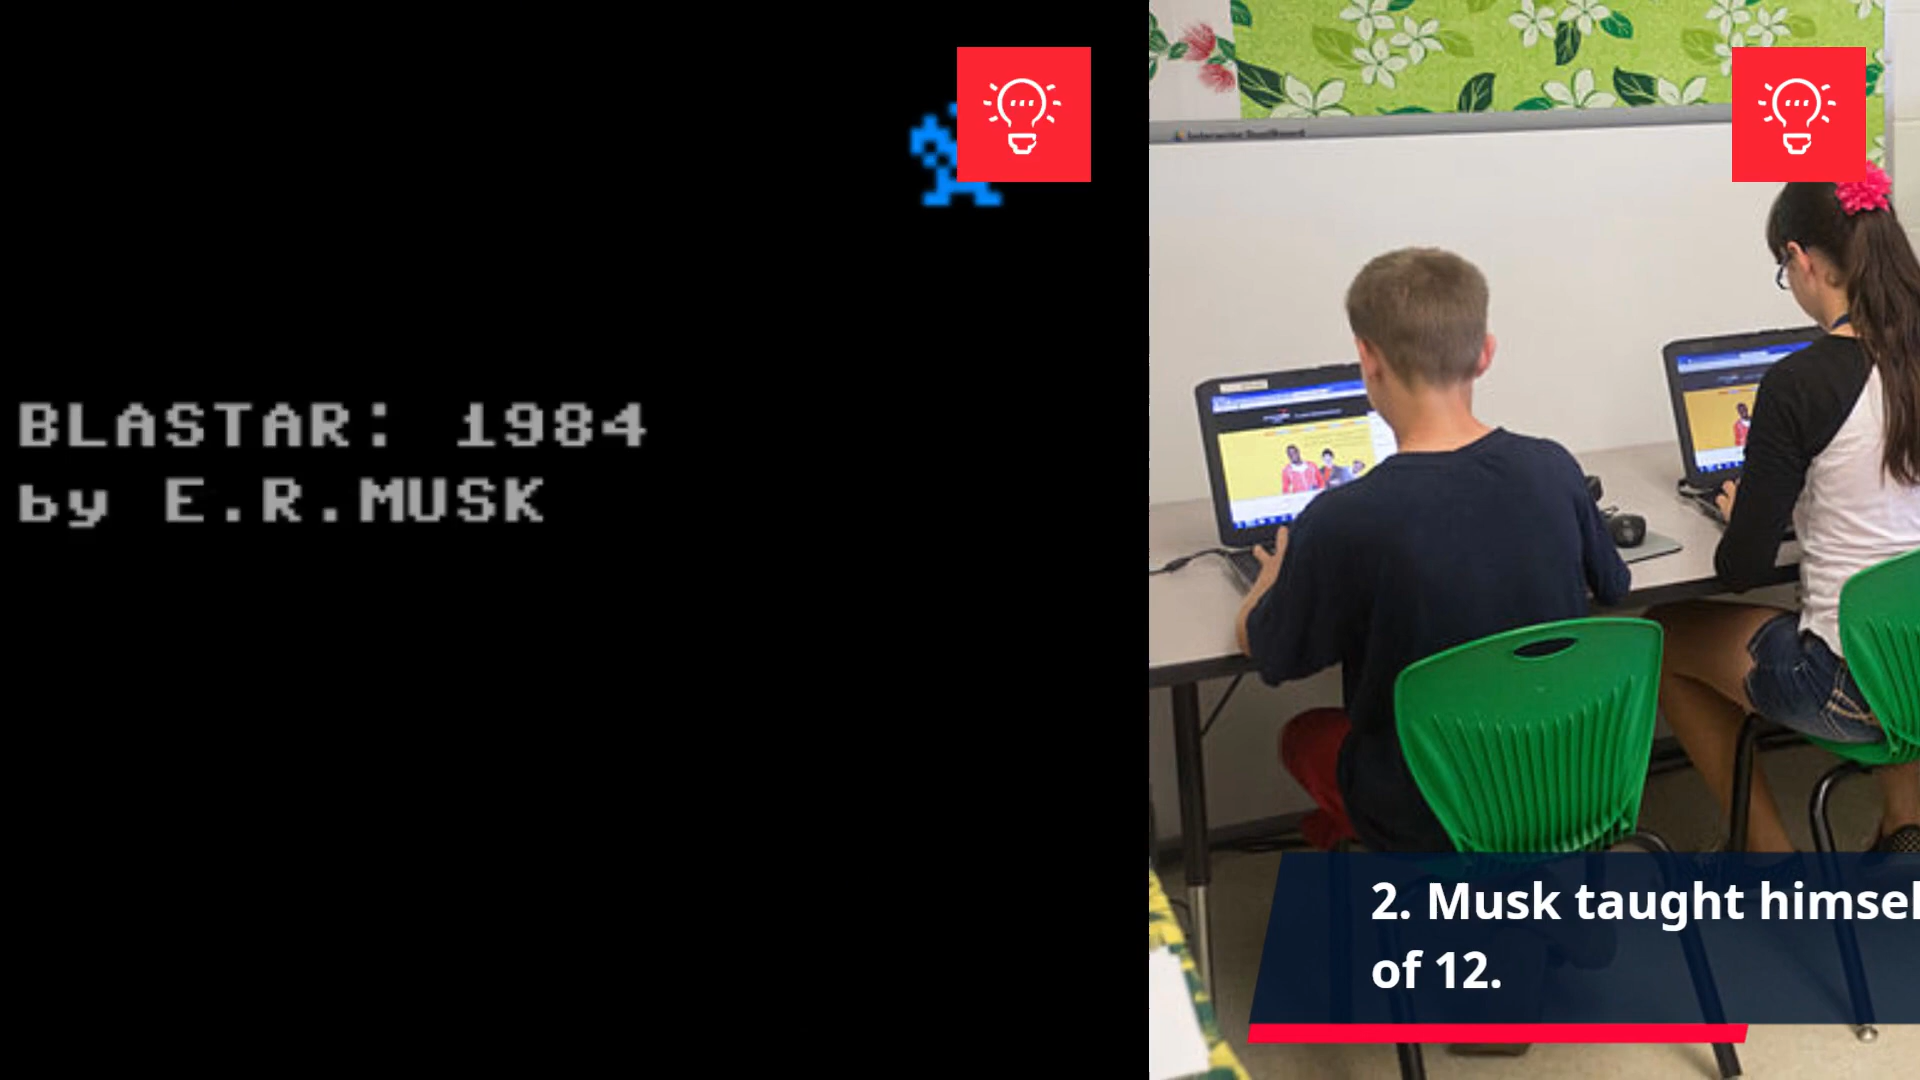 BLASTAR: 1984
by E.R.MUSK
2. Musk taught himsel
of 12.